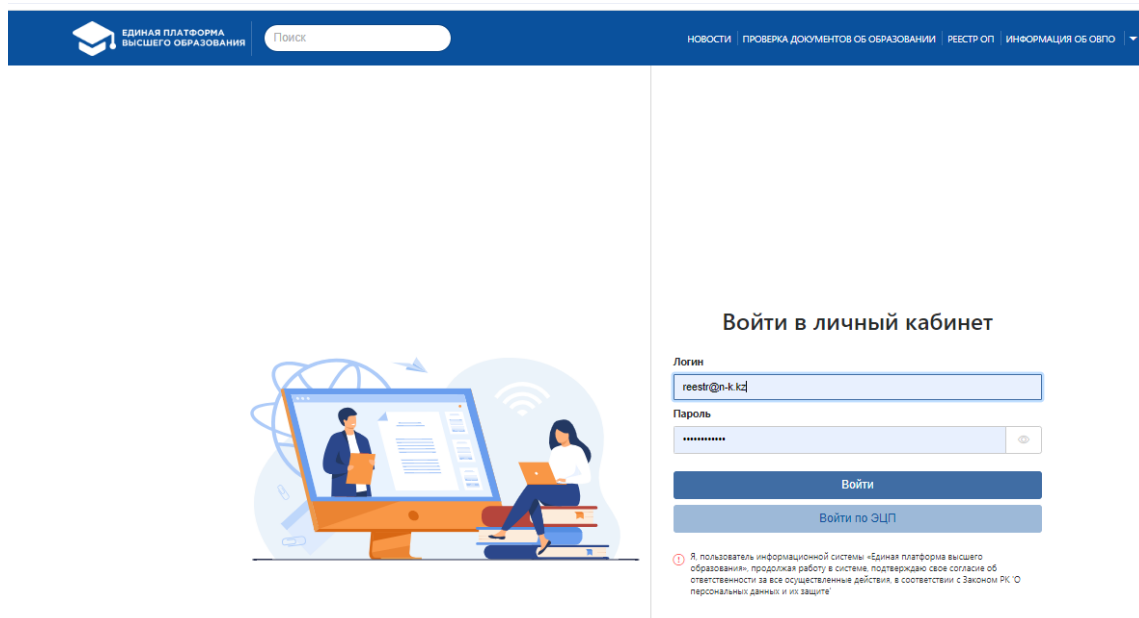 ЕДИНАЯ ПЛАТФОРМА
ВЫСШЕГО ОБРАЗОВАНИЯ
Поиск
НОВОСТИ
ПРОВЕРКА ДОКУМЕНТОВ ОБ ОБРАЗОВАНИИ
РЕЕСТР ОП
ИНФОРМАЦИЯ ОБ ОВПО
Войти в личный кабинет
Логин
reestr@n-k.kz
Пароль
••••••••••••
Войти
Войти по ЭЦП
Я, пользователь информационной системы «Единая платформа высшего
образования», продолжая работу в системе, подтверждаю свое согласие об
ответственности за все осуществленные действия, в соответствии с Законом РК 'О
персональных данных и их защите'